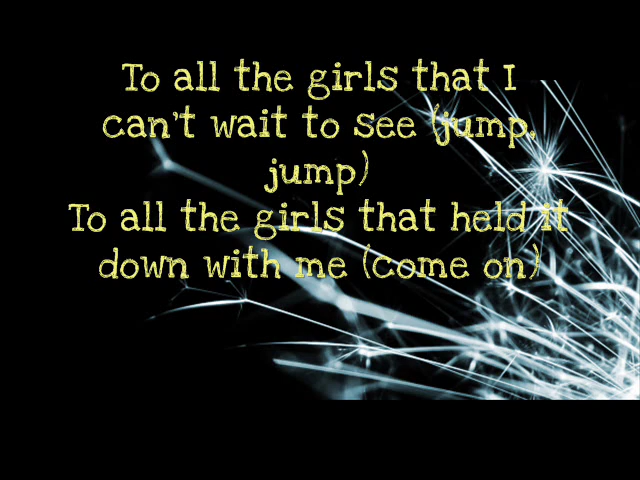 To all the girls that I
can't wait to see (jump,
jump)
To all the girls that held it
down with me (come on)